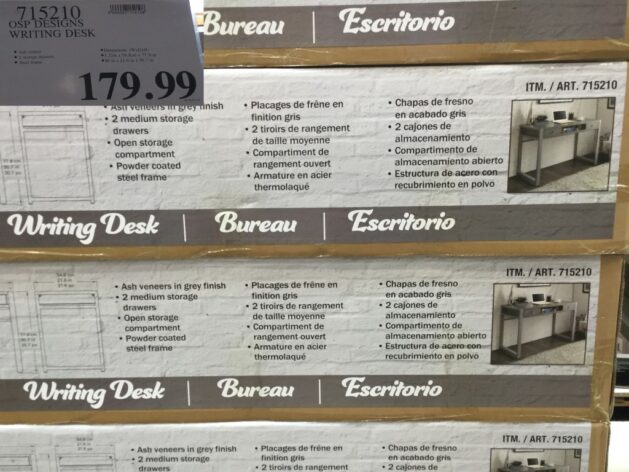 715210
OSP DESIGNS
WRITING DESK
179.99
Bureau
Escritorio
ITM. / ART. 715210
Ash veneers in grey finish
• 2 medium storage
drawers
• Open storage
compartment
• Powder coated
steel frame
• Placages de frêne en
finition gris
• 2 tiroirs de rangement
de taille moyenne
• Compartiment de
rangement ouvert
• Armature en acier
thermolaqué
• Chapas de fresno
en acabado gris
• 2 cajones de
almacenamiento
• Compartimento de
almacenamiento abierto
• Estructura de acero con
recubrimiento en polvo
Writing Desk | Bureau | Escritorio
ITM. / ART. 715210
• Ash veneers in grey finish
• 2 medium storage
drawers
• Open storage
compartment
• Powder coated
steel frame
• Placages de frêne en
finition gris
• 2 tiroirs de rangement
de taille moyenne
• Compartiment de
rangement ouvert
• Armature en acier
thermolaqué
• Chapas de fresno
en acabado gris
• 2 cajones de
almacenamiento
• Compartimento de
almacenamiento abierto
• Estructura de acero con
recubrimiento en polvo
Writing Desk | Bureau | Escritorio
ITM. / ART. 715210
• Ash veneers in grey finish
• 2 medium storage
drawers
• Placages de frêne en
finition gris
• 2 tiroirs de rangement
• Chapas de fresno
en acabado gris
• 2 cajones de